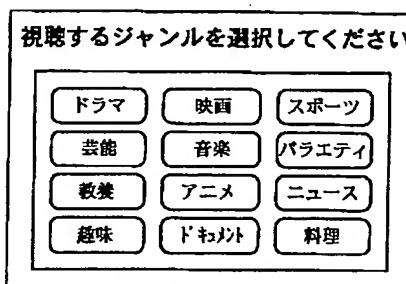 視聴するジャンルを選択してください
ドラマ 映画 スポーツ
芸能 音楽 バラエティ
教養 アニメ ニュース
趣味 ドキュメント 料理